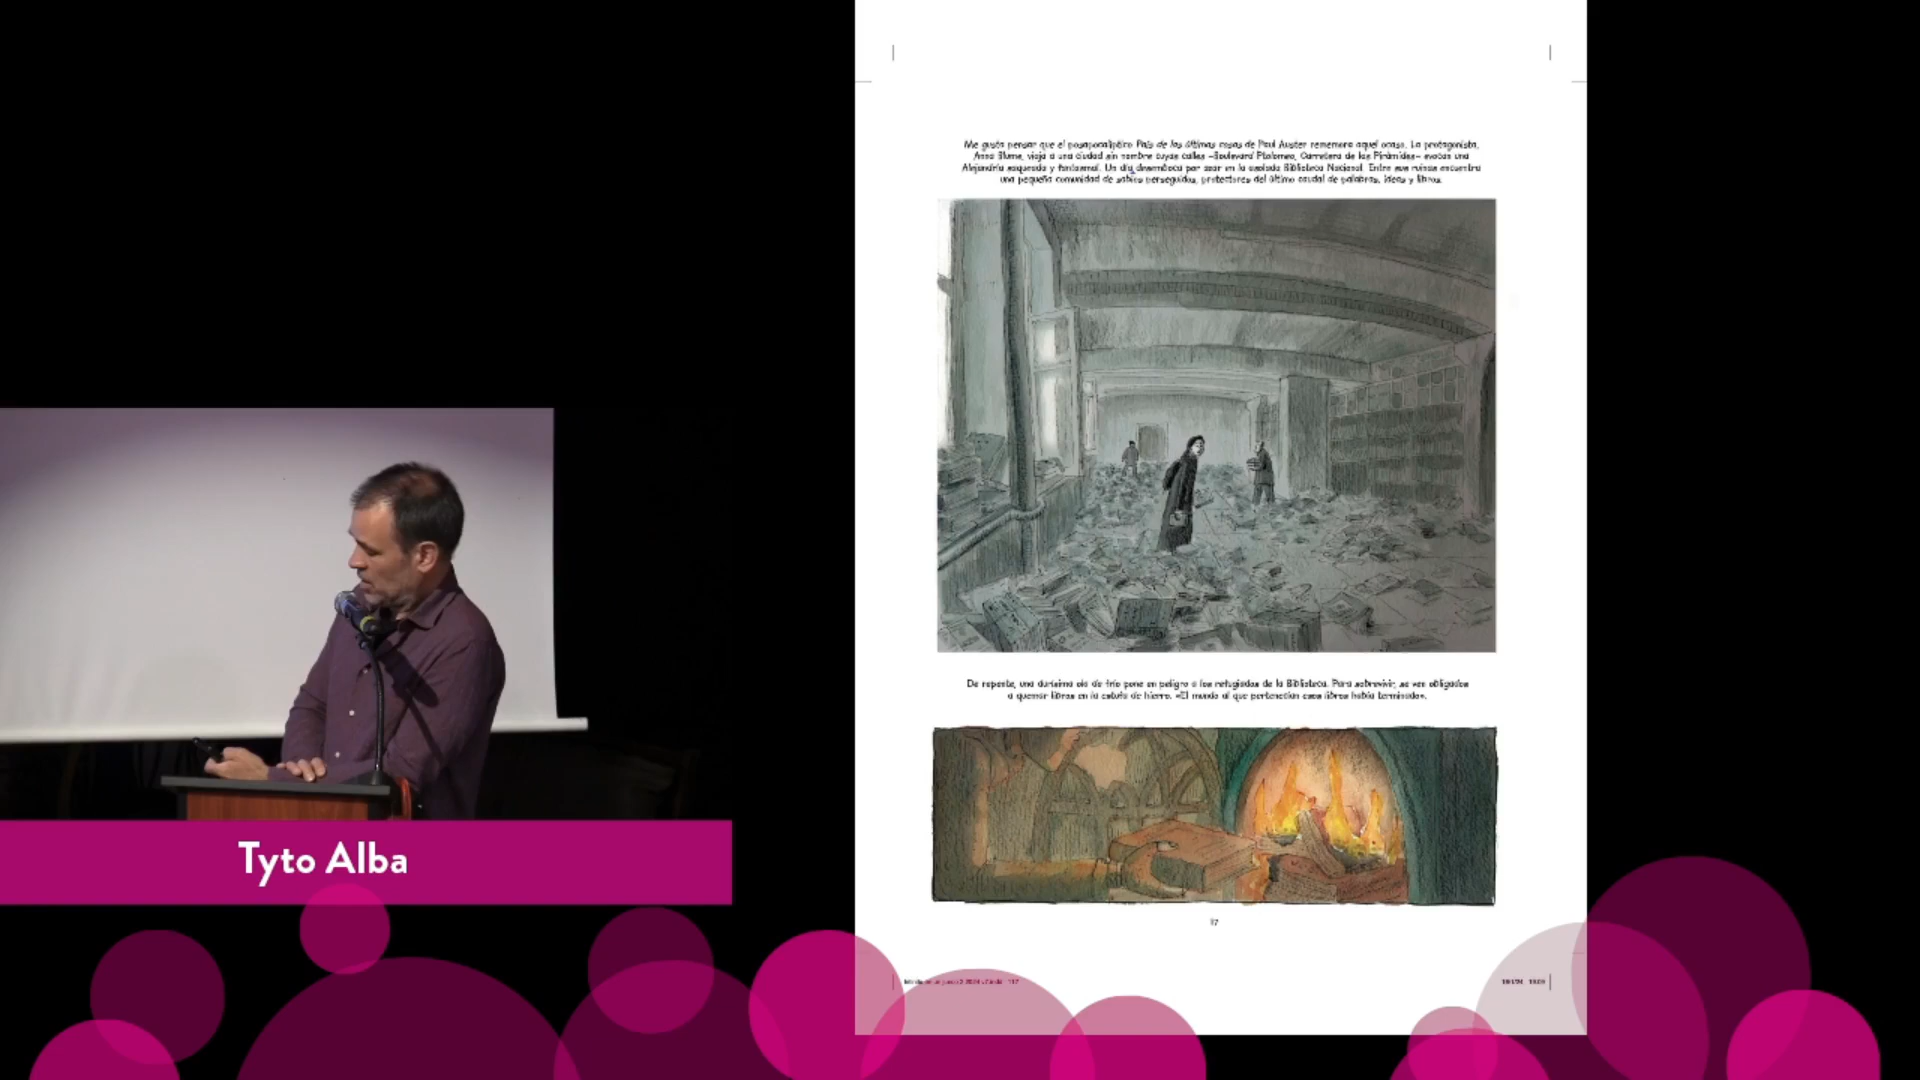 Me gusta pensar que el posapocalíptico País de las últimas cosas de Paul Auster rememora aquel ocaso. La protagonista,
Anna Blume, viaja a una ciudad sin nombre cuyas calles –Boulevard Ptolomeo, Carretera de las Pirámides– evocan una
Alejandría saqueada y fantasmal. Un día desemboca por azar en la asolada Biblioteca Nacional. Entre sus ruinas encuentra
una pequeña comunidad de sabios perseguidos, protectores del último caudal de palabras, ideas y libros.
De repente, una durísima ola de frío pone en peligro a los refugiados de la Biblioteca. Para sobrevivir, se ven obligados
a quemar libros en la estufa de hierro. «El mundo al que pertenecían esos libros había terminado».
Tyto Alba